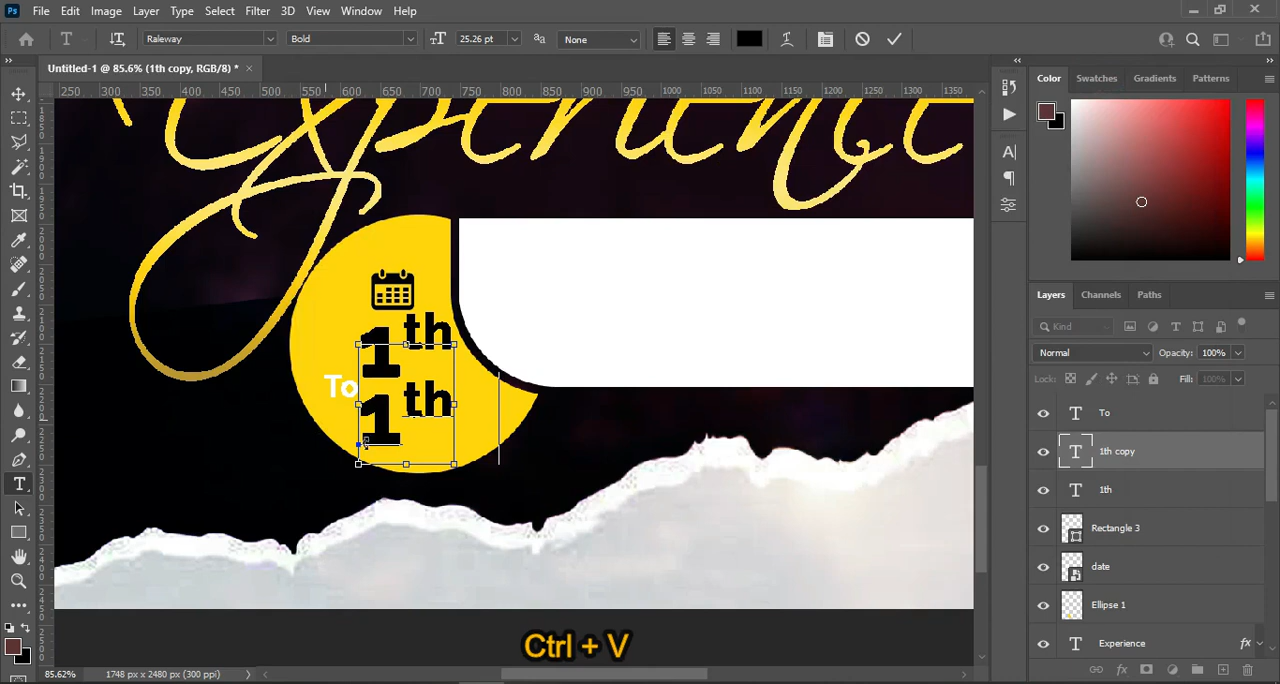 Ps File Edit Image Layer Type Select Filter 3D View Window Help
T Raleway Bold 25.26 pt aa None
Untitled-1 @ 85.6% (1th copy, RGB/8) * ×
250 300 350 400 450 500 550 600 650 700 750 800 850 900 950 1000 1050 1100 1150 1200 1250 1300 1350
Experience
1th
To
1th
Color Swatches Gradients Patterns
Layers Channels Paths
Kind
Normal Opacity: 100%
Lock: Fill: 100%
To
1th copy
1th
Rectangle 3
date
Ellipse 1
Experience fx
Ctrl + V
85.62% 1748 px x 2480 px (300 ppi)